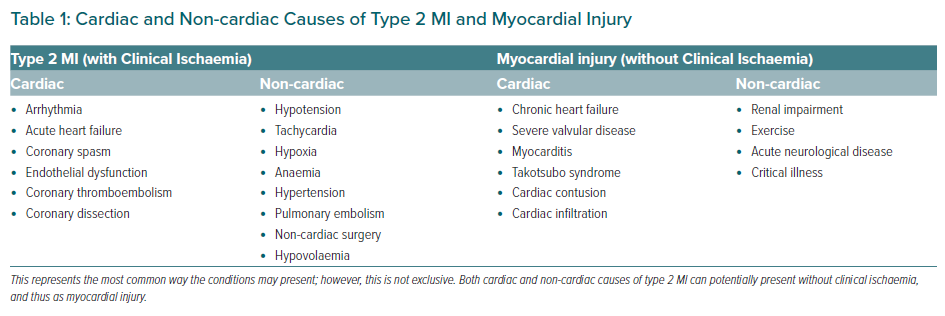 Table 1: Cardiac and Non-cardiac Causes of Type 2 MI and Myocardial Injury
Type 2 MI (with Clinical Ischaemia) Myocardial injury (without Clinical Ischaemia)
Cardiac Non-cardiac Cardiac Non-cardiac
• Arrhythmia • Hypotension • Chronic heart failure • Renal impairment
• Acute heart failure • Tachycardia • Severe valvular disease • Exercise
• Coronary spasm • Hypoxia • Myocarditis • Acute neurological disease
• Endothelial dysfunction • Anaemia • Takotsubo syndrome • Critical illness
• Coronary thromboembolism • Hypertension • Cardiac contusion
• Coronary dissection • Pulmonary embolism • Cardiac infiltration
• Non-cardiac surgery
• Hypovolaemia
This represents the most common way the conditions may present; however, this is not exclusive. Both cardiac and non-cardiac causes of type 2 MI can potentially present without clinical ischaemia,
and thus as myocardial injury.